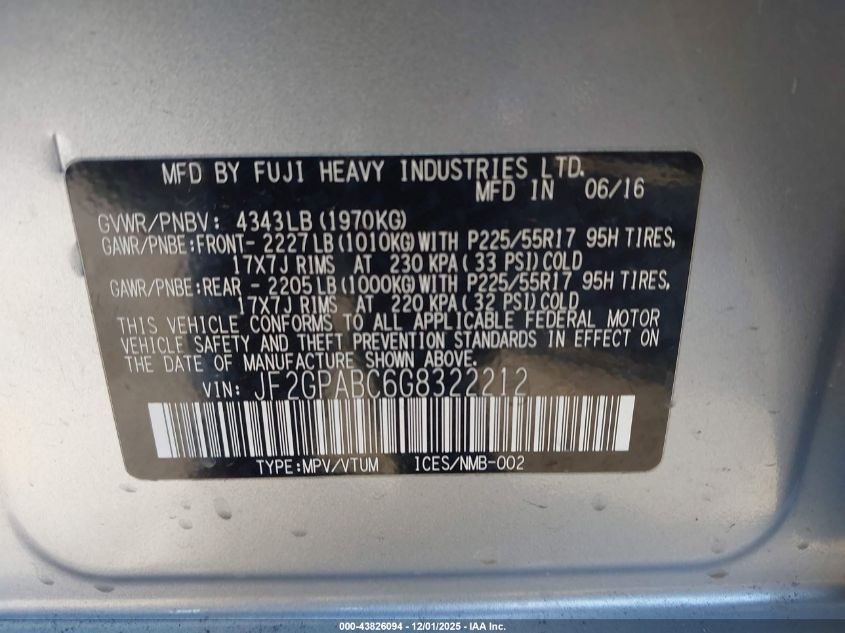 MFD BY FUJI HEAVY INDUSTRIES LTD.
MFD IN 06/16
GVWR/PNBV: 4343LB(1970KG)
GAWR/PNBE:FRONT- 2227LB(1010KG)WITH P225/55R17 95H TIRES,
17X7J RIMS AT 230 KPA( 33 PSI)COLD
GAWR/PNBE:REAR - 2205LB(1000KG)WITH P225/55R17 95H TIRES,
17X7J RIMS AT 220 KPA( 32 PSI)COLD
THIS VEHICLE CONFORMS TO ALL APPLICABLE FEDERAL MOTOR
VEHICLE SAFETY AND THEFT PREVENTION STANDARDS IN EFFECT ON
THE DATE OF MANUFACTURE SHOWN ABOVE.
VIN: JF2GPABC6G8322212
TYPE:MPV/VTUM ICES/NMB-002
000-43826094 - 12/01/2025 - IAA Inc.